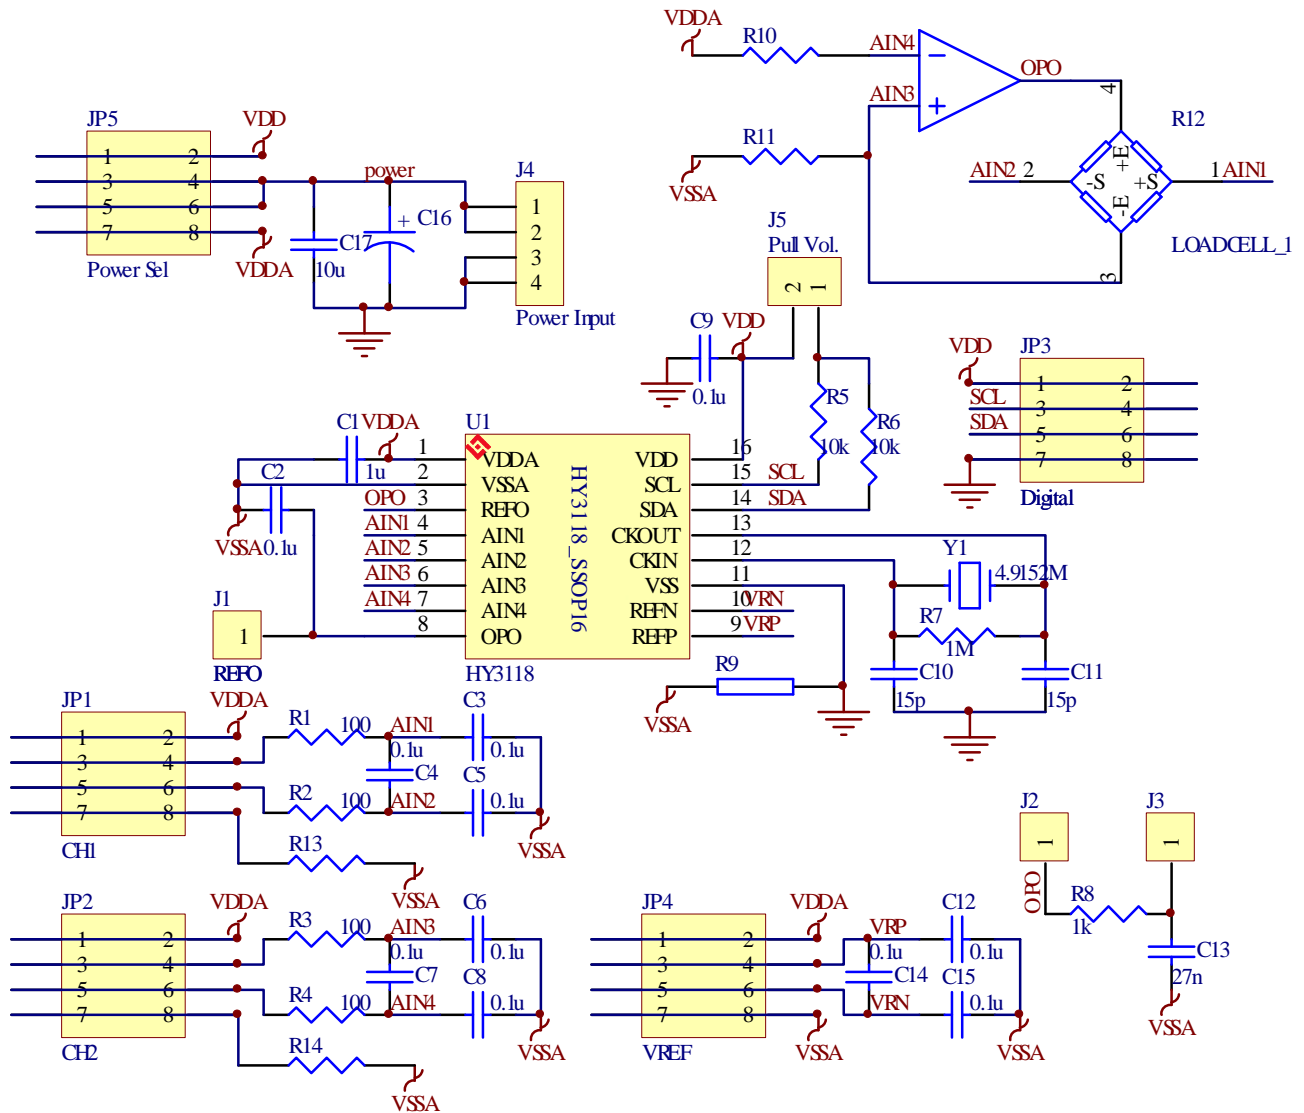 VDDA
R10
AIN4
OPO
4
AIN3
R11
VSSA
R12
AIN2 2
+E
-S
+S
-E
1 AIN1
3
LOADCELL_1
JP5
VDD
1 2
3 4
5 6
7 8
Power Sel
VDDA
power
+
C16
C17
10u
J4
1
2
3
4
Power Input
J5
Pull Vol.
2 1
C9
VDD
0.1u
R5
10k
R6
10k
VDD
JP3
SCL
SDA
1 2
3 4
5 6
7 8
Digital
C1
VDDA
1u
C2
VSSA
0.1u
U1
1 VDDA
2 VSSA
OPO 3 REFO
AIN1 4 AIN1
AIN2 5 AIN2
AIN3 6 AIN3
AIN4 7 AIN4
8 OPO
HY3118_SSOP16
VDD 16
SCL 15 SCL
SDA 14 SDA
CKOUT 13
CKIN 12
VSS 11
REFN 10 VRN
REFP 9 VRP
HY3118
J1
1
REFO
Y1
4.9152M
R7
1M
C10
15p
C11
15p
R9
VSSA
JP1
VDDA
1 2
3 4
5 6
7 8
CH1
R1 100
AIN1
0.1u
C4
R2 100
AIN2
C3
0.1u
C5
0.1u
VSSA
R13
VSSA
JP2
VDDA
1 2
3 4
5 6
7 8
CH2
R3 100
AIN3
0.1u
C7
R4 100
AIN4
C6
0.1u
C8
0.1u
VSSA
R14
VSSA
JP4
VDDA
1 2
3 4
5 6
7 8
VREF
VSSA
VRP
0.1u
C14
VRN
C12
0.1u
C15
0.1u
VSSA
J2
1
OPO
J3
1
R8
1k
C13
27n
VSSA